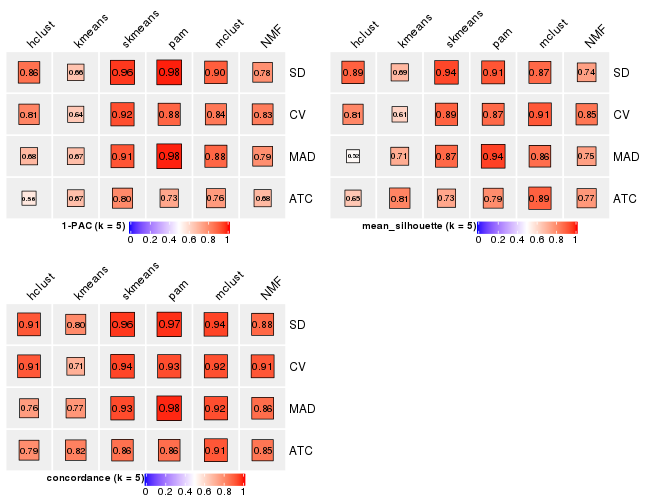 hclust kmeans skmeans pam mclust NMF
0.86 0.66 0.96 0.98 0.90 0.78 SD
0.81 0.64 0.92 0.88 0.84 0.83 CV
0.68 0.67 0.91 0.98 0.88 0.79 MAD
0.56 0.67 0.80 0.73 0.76 0.68 ATC
1-PAC (k = 5)
0 0.2 0.4 0.6 0.8 1
hclust kmeans skmeans pam mclust NMF
0.89 0.69 0.94 0.91 0.87 0.74 SD
0.81 0.61 0.89 0.87 0.91 0.85 CV
0.52 0.71 0.87 0.94 0.86 0.75 MAD
0.65 0.81 0.73 0.79 0.89 0.77 ATC
mean_silhouette (k = 5)
0 0.2 0.4 0.6 0.8 1
hclust kmeans skmeans pam mclust NMF
0.91 0.80 0.96 0.97 0.94 0.88 SD
0.91 0.71 0.94 0.93 0.92 0.91 CV
0.76 0.77 0.93 0.98 0.92 0.86 MAD
0.79 0.82 0.86 0.86 0.91 0.85 ATC
concordance (k = 5)
0 0.2 0.4 0.6 0.8 1